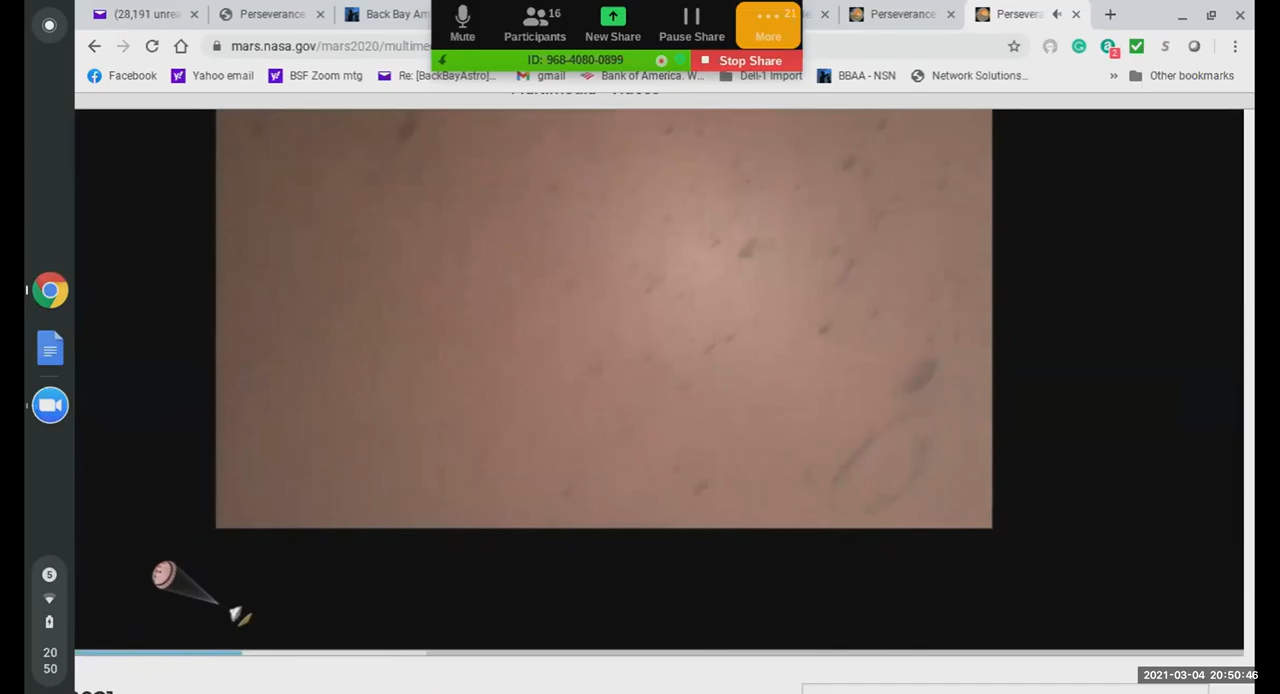 (28,191 unrea
Perseverance
Back Bay Am
Perseverance
Persevera
16
21
Mute
Participants
New Share
Pause Share
More
mars.nasa.gov/mars2020/multimed
ID: 968-4080-0899
Stop Share
2
Facebook
Yahoo email
BSF Zoom mtg
Re: [BackBayAstro]...
gmail
Bank of America. W...
Dell-1 Import
BBAA - NSN
Network Solutions...
»
Other bookmarks
5
20
50
2021-03-04 20:50:46